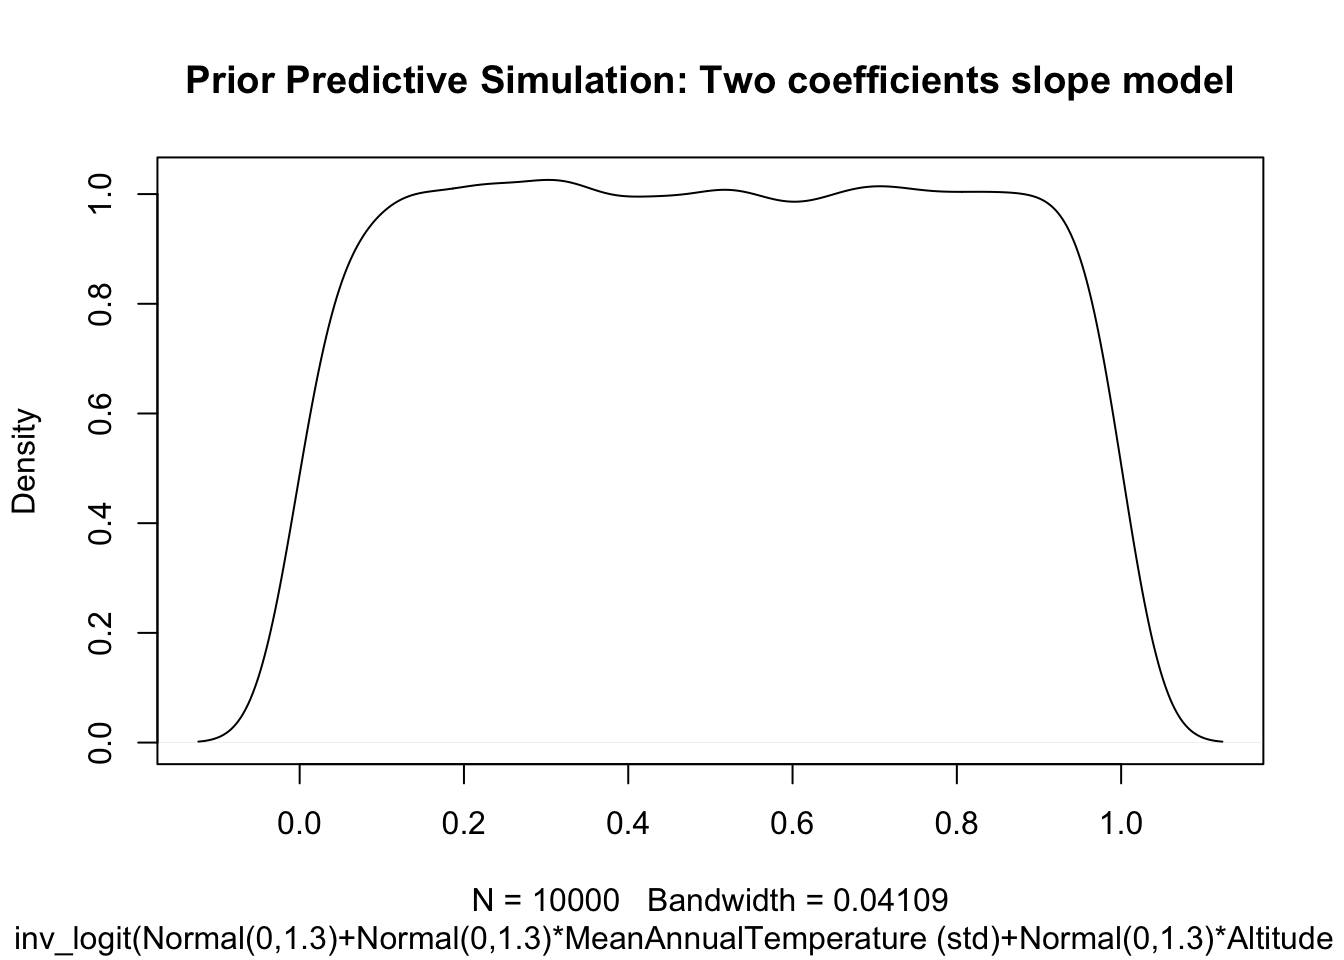 Prior Predictive Simulation: Two coefficients slope model
Density
1.0
0.8
0.6
0.4
0.2
0.0
0.0 0.2 0.4 0.6 0.8 1.0
N = 10000 Bandwidth = 0.04109
inv_logit(Normal(0,1.3)+Normal(0,1.3)*MeanAnnualTemperature (std)+Normal(0,1.3)*Altitude